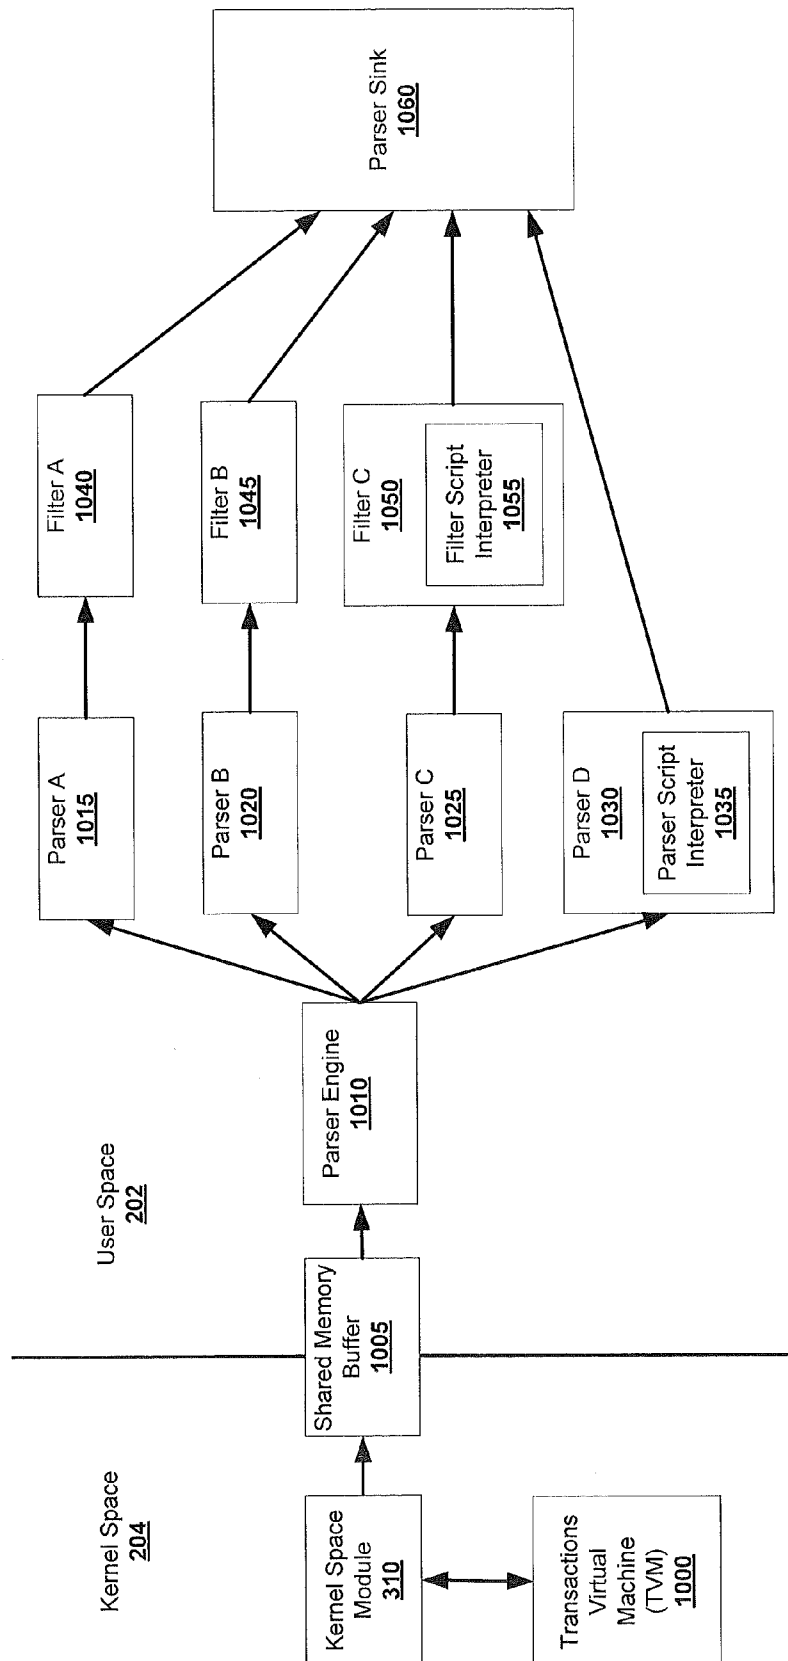 Kernel Space
204
User Space
202
Kernel Space
Module
310
Transactions
Virtual
Machine
(TVM)
1000
Shared Memory
Buffer
1005
Parser Engine
1010
Parser A
1015
Parser B
1020
Parser C
1025
Parser D
1030
Parser Script
Interpreter
1035
Filter A
1040
Filter B
1045
Filter C
1050
Filter Script
Interpreter
1055
Parser Sink
1060